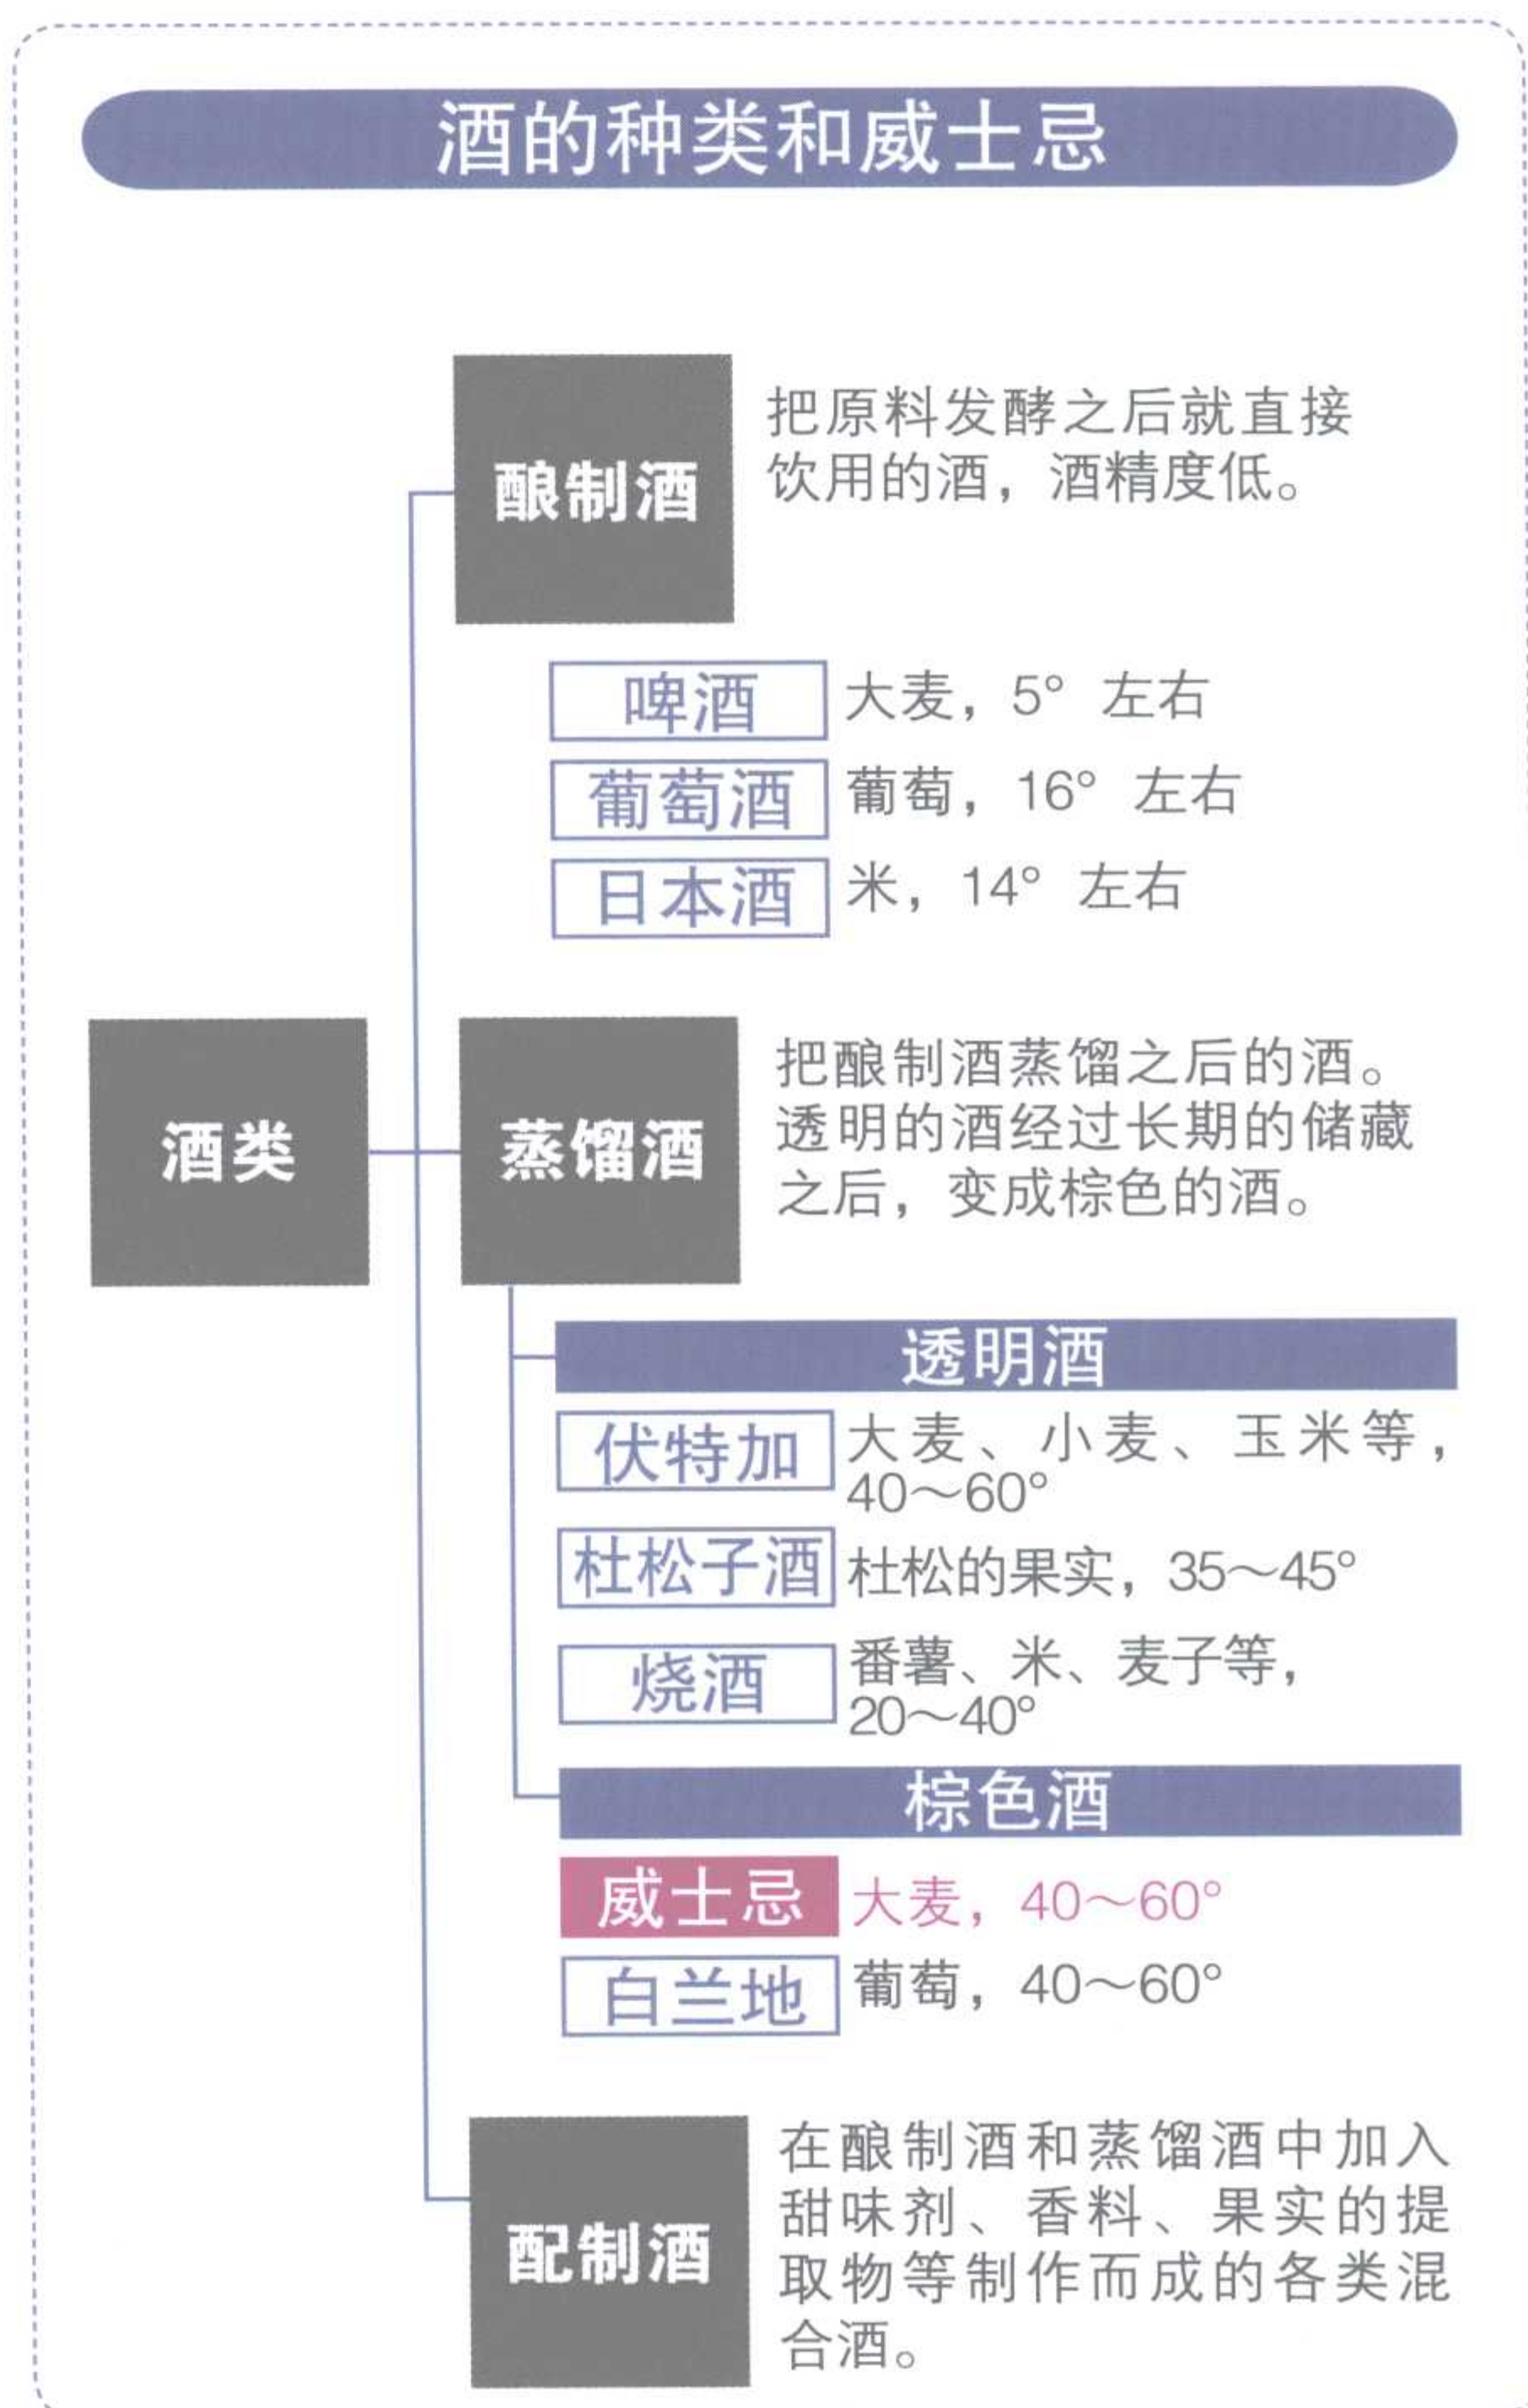 酒的种类和威士忌
酿制酒
把原料发酵之后就直接
饮用的酒，酒精度低。
啤酒
大麦，5° 左右
葡萄酒
葡萄，16° 左右
日本酒
米，14° 左右
酒类
蒸馏酒
把酿制酒蒸馏之后的酒。
透明的酒经过长期的储藏
之后，变成棕色的酒。
透明酒
伏特加
大麦、小麦、玉米等，
40～60°
杜松子酒
杜松的果实，35～45°
烧酒
番薯、米、麦子等，
20～40°
棕色酒
威士忌
大麦，40～60°
白兰地
葡萄，40～60°
配制酒
在酿制酒和蒸馏酒中加入
甜味剂、香料、果实的提
取物等制作而成的各类混
合酒。